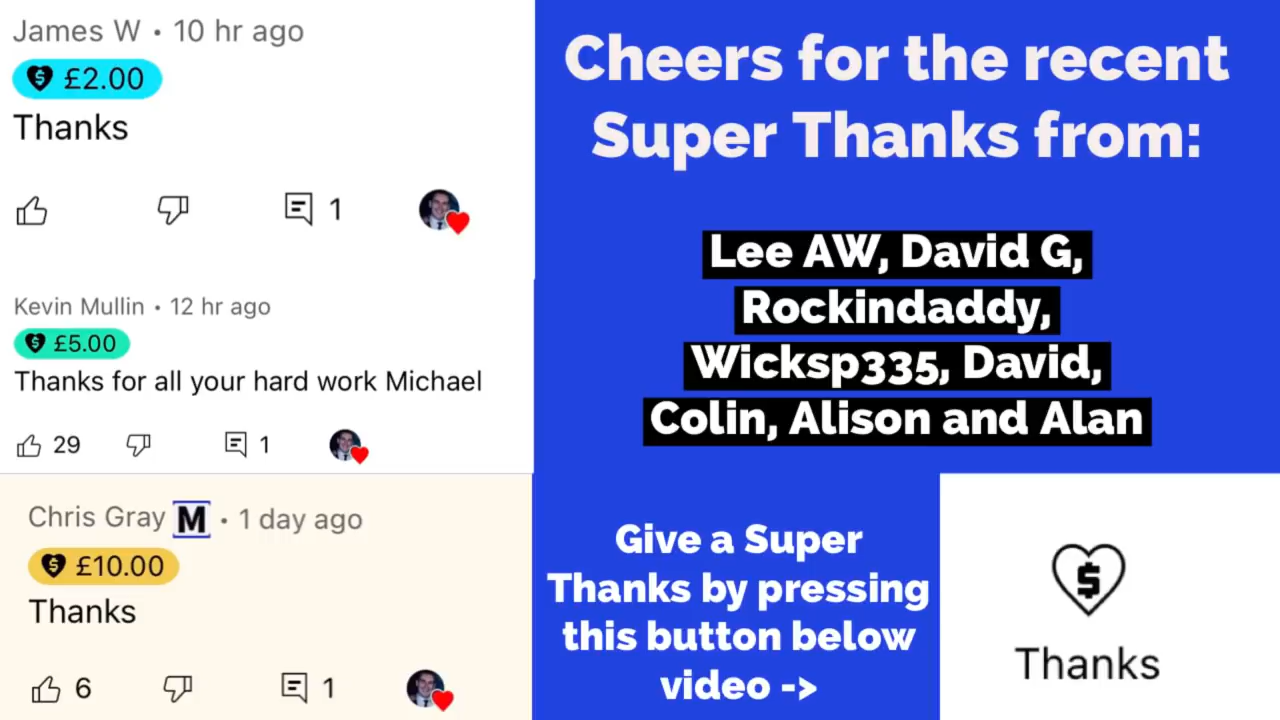 James W • 10 hr ago
£2.00
Thanks
1
Kevin Mullin • 12 hr ago
£5.00
Thanks for all your hard work Michael
29 1
Chris Gray M • 1 day ago
£10.00
Thanks
6 1
Cheers for the recent
Super Thanks from:
Lee AW, David G,
Rockindaddy,
Wicksp335, David,
Colin, Alison and Alan
Give a Super
Thanks by pressing
this button below
video ->
$
Thanks